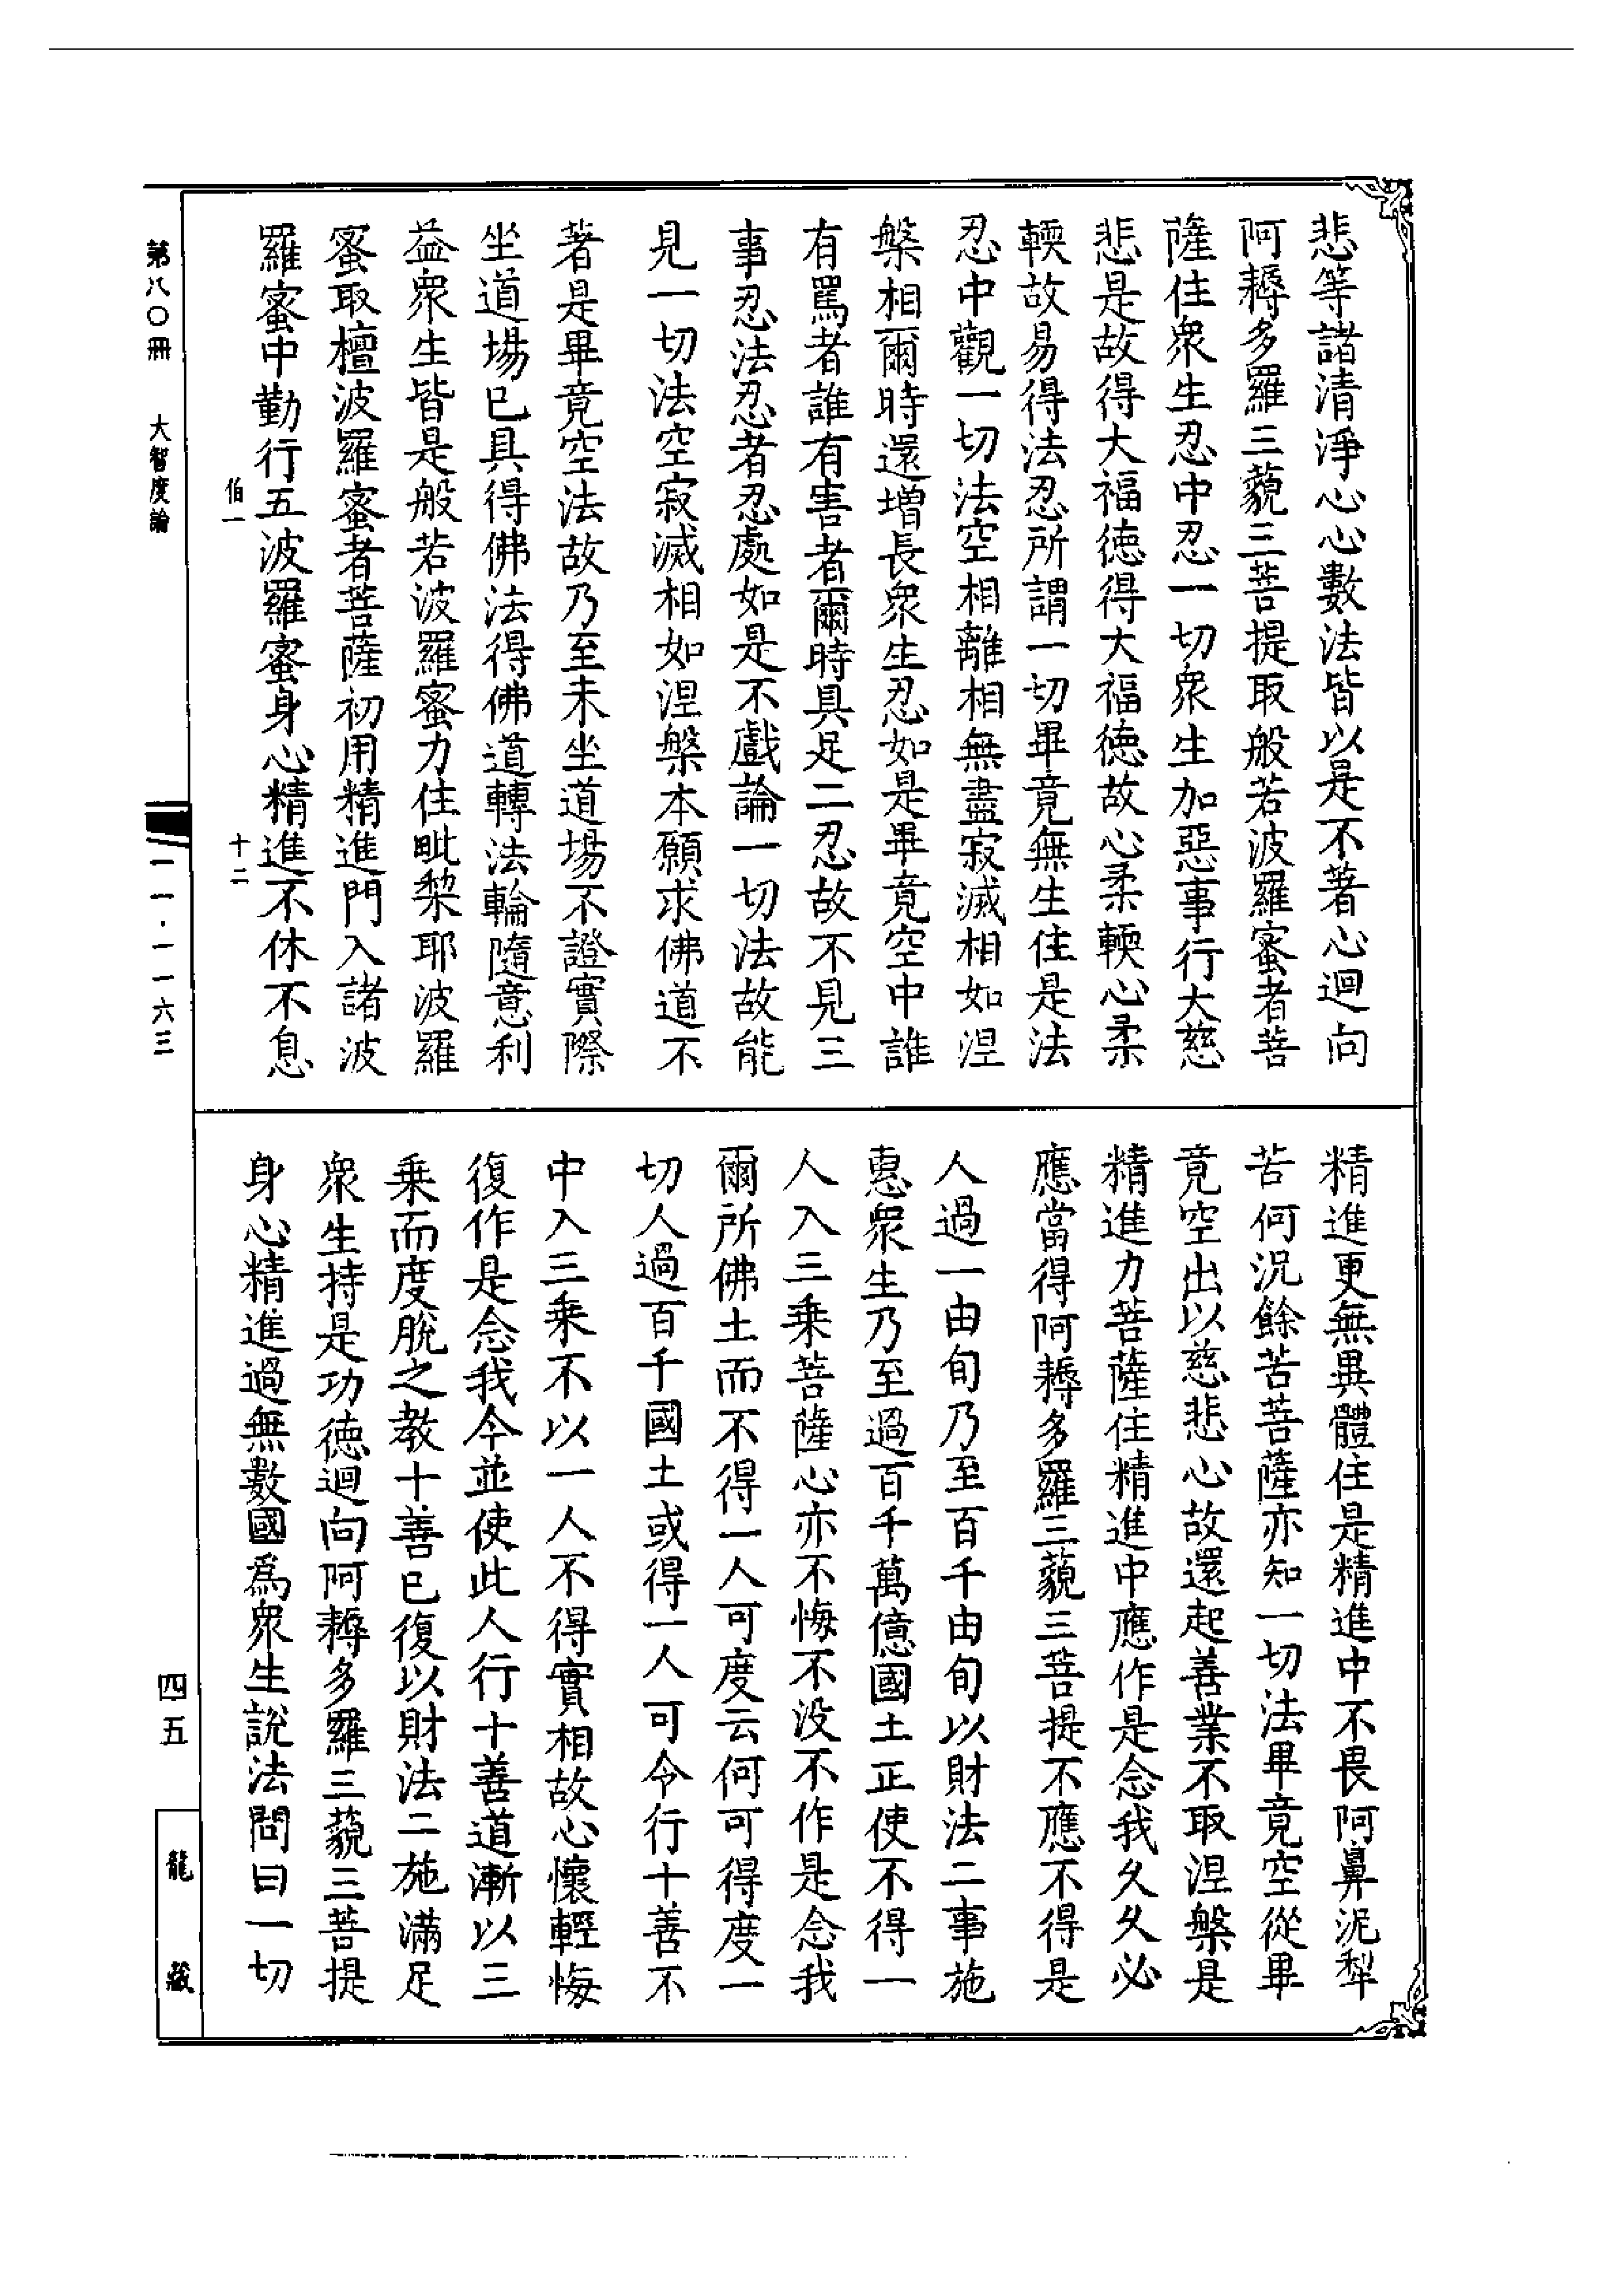 悲等諸清淨心心數法皆以是不著心迴向
阿耨多羅三藐三菩提取般若波羅蜜者菩
薩住衆生忍中忍一切衆生加惡事行大慈
悲是故得大福德得大福德故心柔輭心柔
輭故易得法忍所謂一切畢竟無生住是法
忍中觀一切法空相離相無盡寂滅相如涅
槃相爾時還增長衆生忍如是畢竟空中誰
有罵者誰有害者爾時具足二忍故不見三
事忍法忍者忍處如是不戲論一切法故能
見一切法空寂滅相如涅槃本願求佛道不
著是畢竟空法故乃至未坐道場不證實際
坐道場已具得佛法得佛道轉法輪隨意利
益衆生皆是般若波羅蜜力住毗梨耶波羅
蜜取檀波羅蜜者菩薩初用精進門入諸波
羅蜜中勤行五波羅蜜身心精進不休不息
伯一 十二
精進更無異體住是精進中不畏阿鼻泥犁
苦何況餘苦菩薩亦知一切法畢竟空從畢
竟空出以慈悲心故還起善業不取涅槃是
精進力菩薩住精進中應作是念我久久必
應當得阿耨多羅三藐三菩提不應不得是
人過一由旬乃至百千由旬以財法二事施
惠衆生乃至過百千萬億國土正使不得一
人入三乘菩薩心亦不悔不没不作是念我
爾所佛土而不得一人可度云何可得度一
切人過百千國土或得一人可令行十善不
中入三乘不以一人不得實相故心懷輕悔
復作是念我今並使此人行十善道漸以三
乘而度脫之教十善已復以財法二施滿足
衆生持是功德迴向阿耨多羅三藐三菩提
身心精進過無數國爲衆生說法問曰一切
第八〇冊 大智度論 一一·一一六三 四五 龍藏